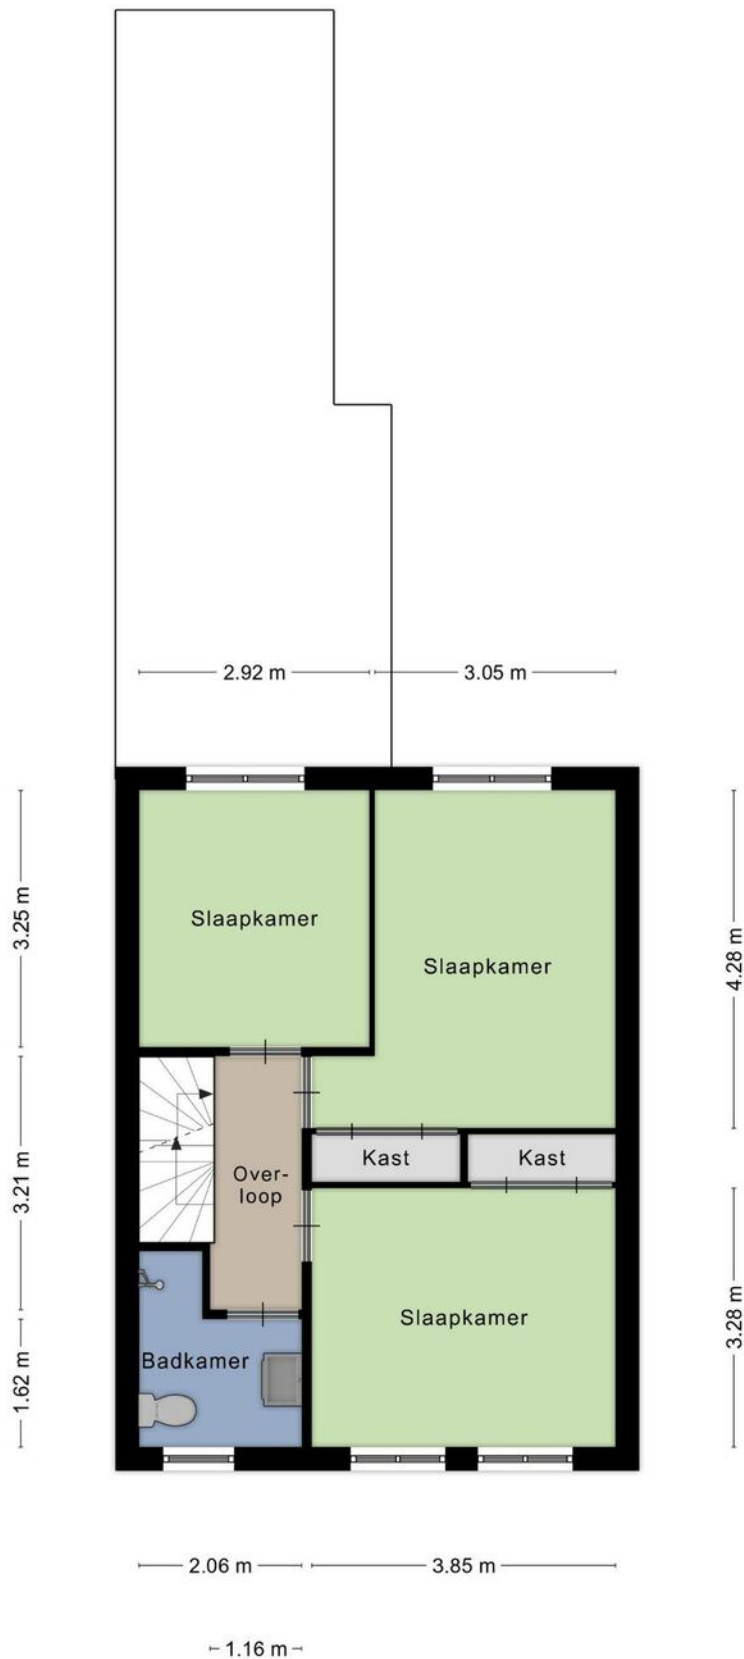 2.92 m
3.05 m
3.25 m
Slaapkamer
Slaapkamer
4.28 m
3.21 m
Kast
Kast
Over-
loop
Slaapkamer
3.28 m
Badkamer
1.62 m
2.06 m
3.85 m
1.16 m